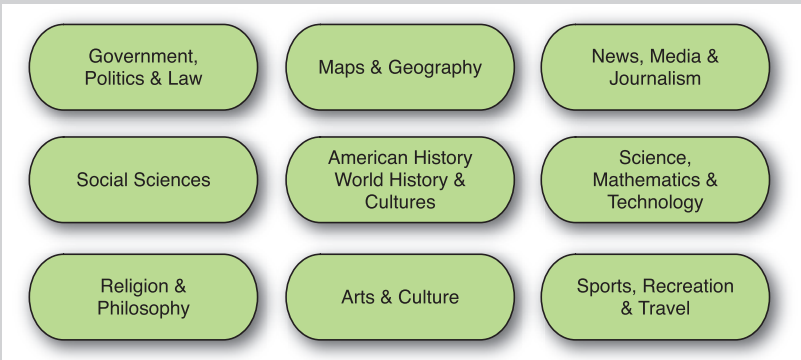 Government,
Politics & Law
Maps & Geography
News, Media &
Journalism
Social Sciences
American History
World History &
Cultures
Science,
Mathematics &
Technology
Religion &
Philosophy
Arts & Culture
Sports, Recreation
& Travel